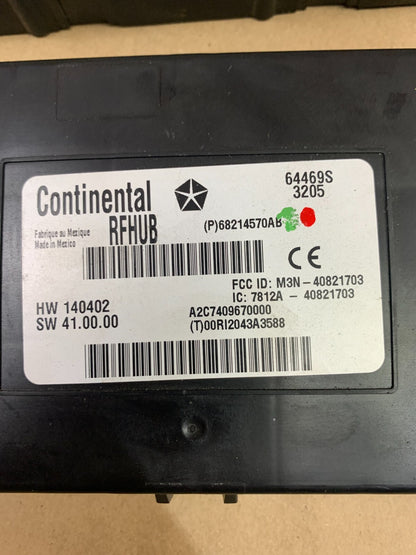 Continental
64469S
3205
RFHUB
(P)68214570AB
Fabrique au Mexique
Made in Mexico
CE
FCC ID: M3N-40821703
IC: 7812A - 40821703
HW 140402
A2C7409670000
SW 41.00.00
(T)00RI2043A3588